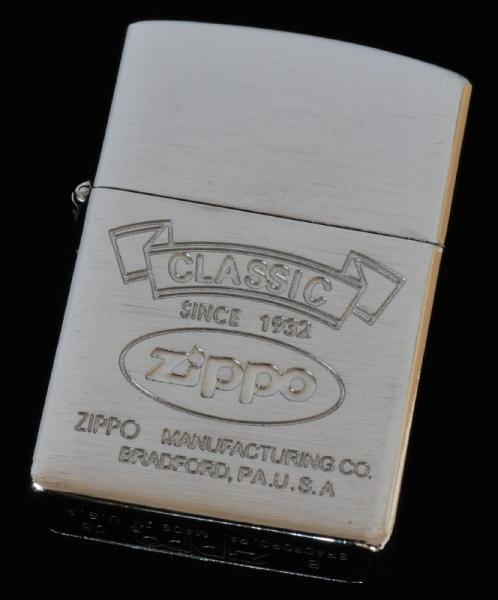 CLASSIC
SINCE 1932
zippo
ZIPPO MANUFACTURING CO.
BRADFORD, PA. U.S.A